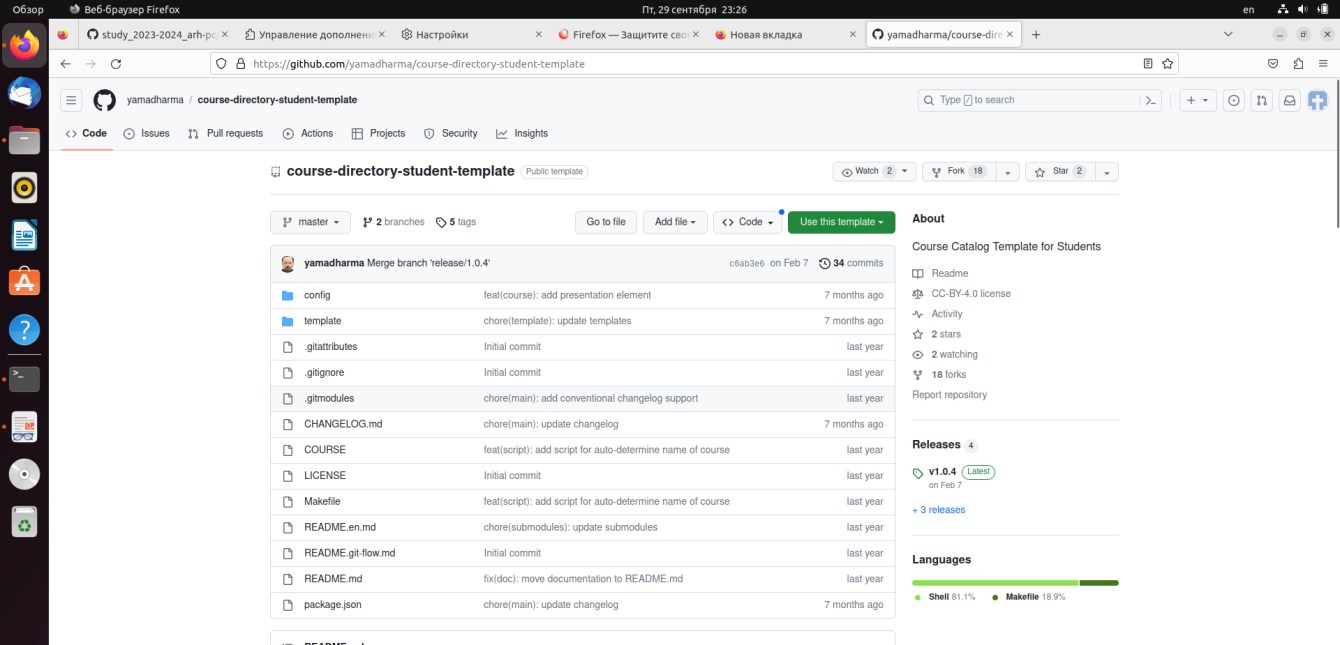 Обзор Веб-браузер Firefox Пт, 29 сентября 23:26 en
study_2023-2024_arh-pc Управление дополнен Настройки Firefox — Защитите сво Новая вкладка yamadharma/course-dire
https://github.com/yamadharma/course-directory-student-template
yamadharma / course-directory-student-template Type / to search
Code Issues Pull requests Actions Projects Security Insights
course-directory-student-template Public template Watch 2 Fork 18 Star 2
master 2 branches 5 tags Go to file Add file Code Use this template
yamadharma Merge branch 'release/1.0.4' c6ab3e6 on Feb 7 34 commits
config feat(course): add presentation element 7 months ago
template chore(template): update templates 7 months ago
.gitattributes Initial commit last year
.gitignore Initial commit last year
.gitmodules chore(main): add conventional changelog support last year
CHANGELOG.md chore(main): update changelog 7 months ago
COURSE feat(script): add script for auto-determine name of course last year
LICENSE Initial commit last year
Makefile feat(script): add script for auto-determine name of course last year
README.en.md chore(submodules): update submodules last year
README.git-flow.md Initial commit last year
README.md fix(doc): move documentation to README.md last year
package.json chore(main): update changelog 7 months ago
About
Course Catalog Template for Students
Readme
CC-BY-4.0 license
Activity
2 stars
2 watching
18 forks
Report repository
Releases 4
v1.0.4 Latest
on Feb 7
+ 3 releases
Languages
Shell 81.1% Makefile 18.9%